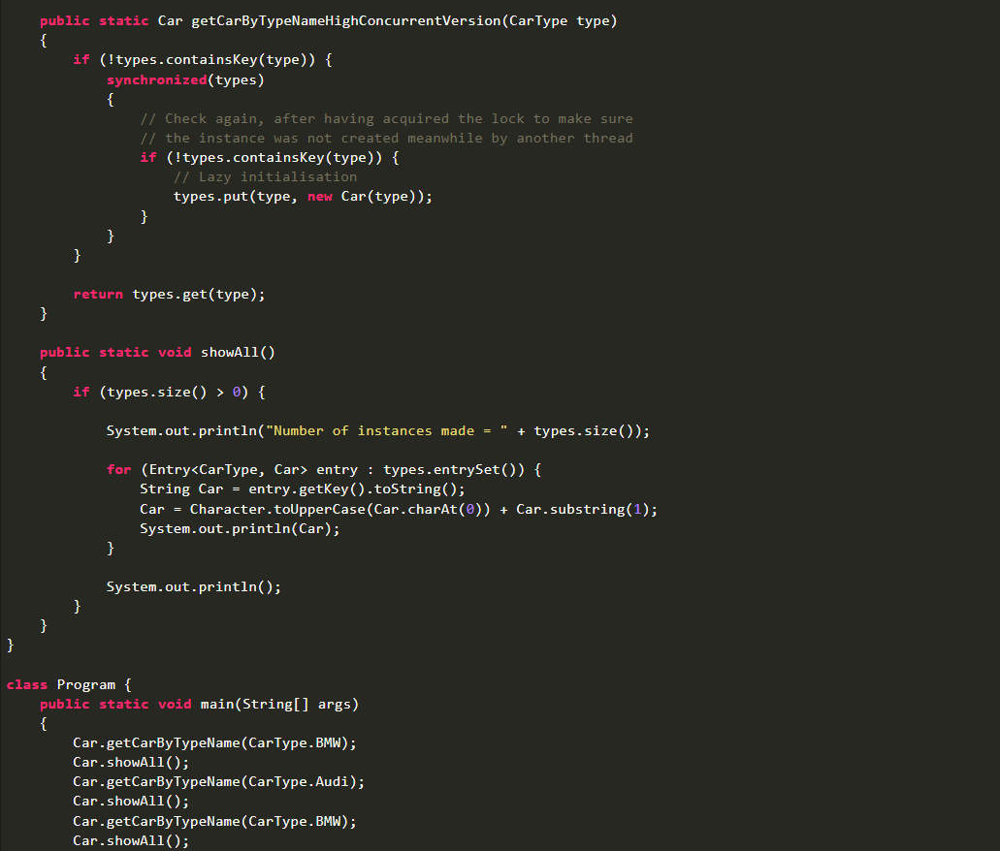 public static Car getCarByTypeNameHighConcurrentVersion(CarType type)
    {
        if (!types.containsKey(type)) {
            synchronized(types)
            {
                // Check again, after having acquired the lock to make sure
                // the instance was not created meanwhile by another thread
                if (!types.containsKey(type)) {
                    // Lazy initialisation
                    types.put(type, new Car(type));
                }
            }
        }

        return types.get(type);
    }

    public static void showAll()
    {
        if (types.size() > 0) {

            System.out.println("Number of instances made = " + types.size());

            for (Entry<CarType, Car> entry : types.entrySet()) {
                String Car = entry.getKey().toString();
                Car = Character.toUpperCase(Car.charAt(0)) + Car.substring(1);
                System.out.println(Car);
            }

            System.out.println();
        }
    }
}

class Program {
    public static void main(String[] args)
    {
        Car.getCarByTypeName(CarType.BMW);
        Car.showAll();
        Car.getCarByTypeName(CarType.Audi);
        Car.showAll();
        Car.getCarByTypeName(CarType.BMW);
        Car.showAll();